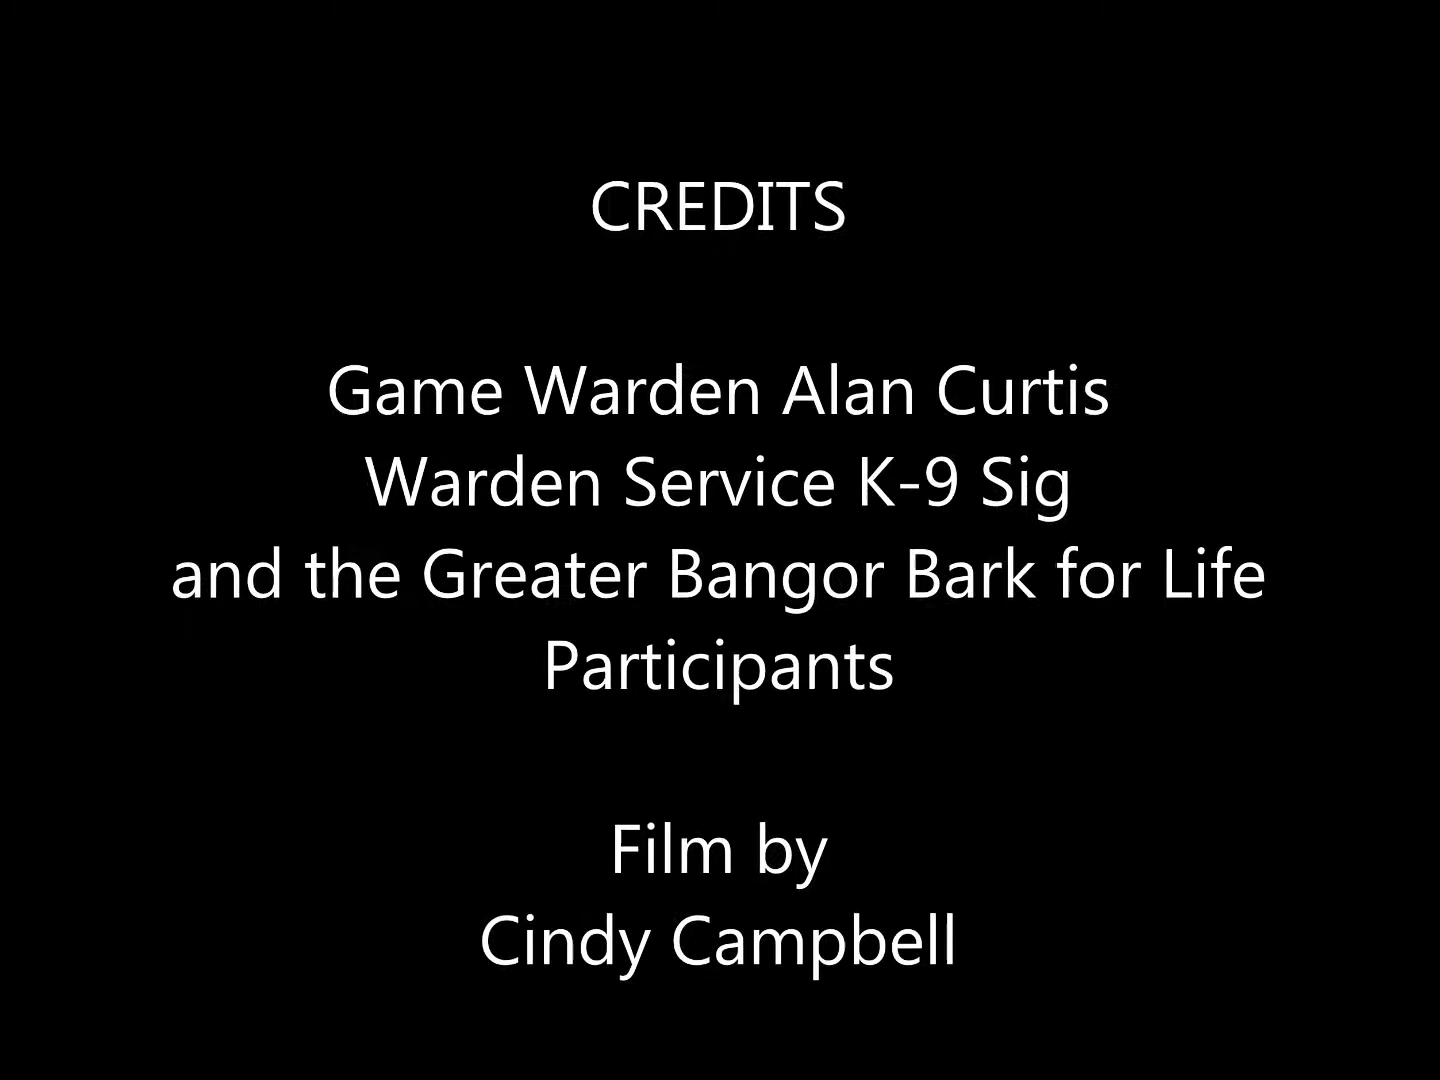 CREDITS
Game Warden Alan Curtis
Warden Service K-9 Sig
and the Greater Bangor Bark for Life
Participants
Film by
Cindy Campbell